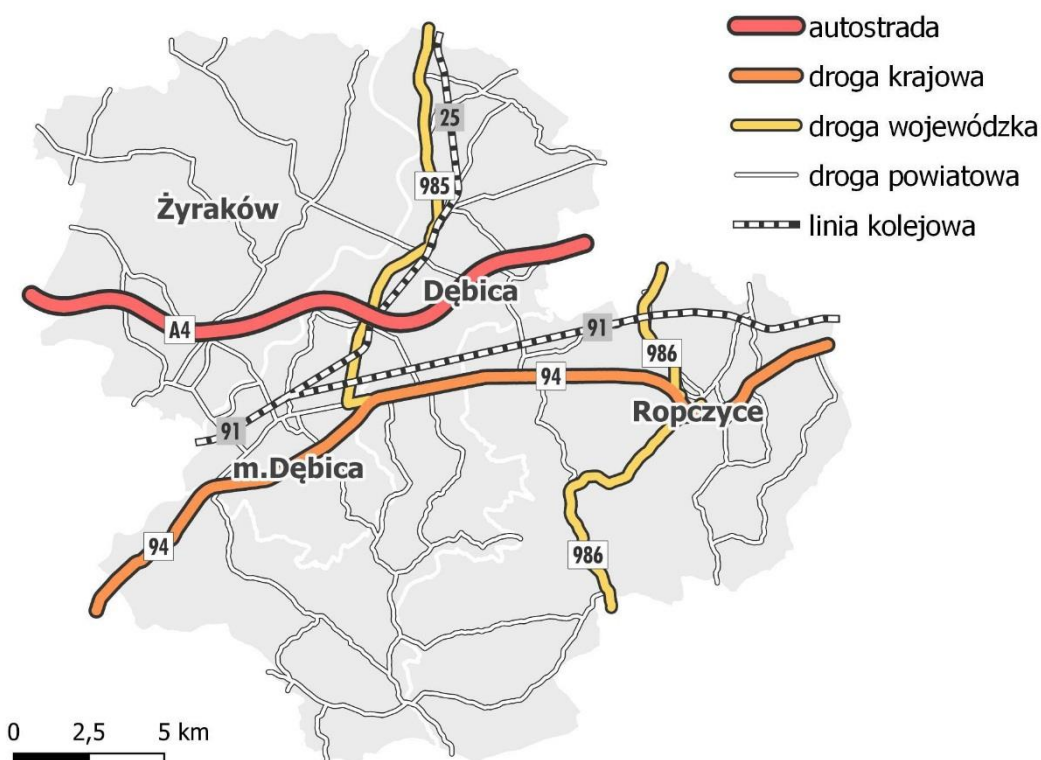 autostrada
droga krajowa
droga wojewódzka
droga powiatowa
linia kolejowa
25
985
Żyraków
Dębica
A4
91
986
94
Ropczyce
91
m.Dębica
94
986
0 2,5 5 km